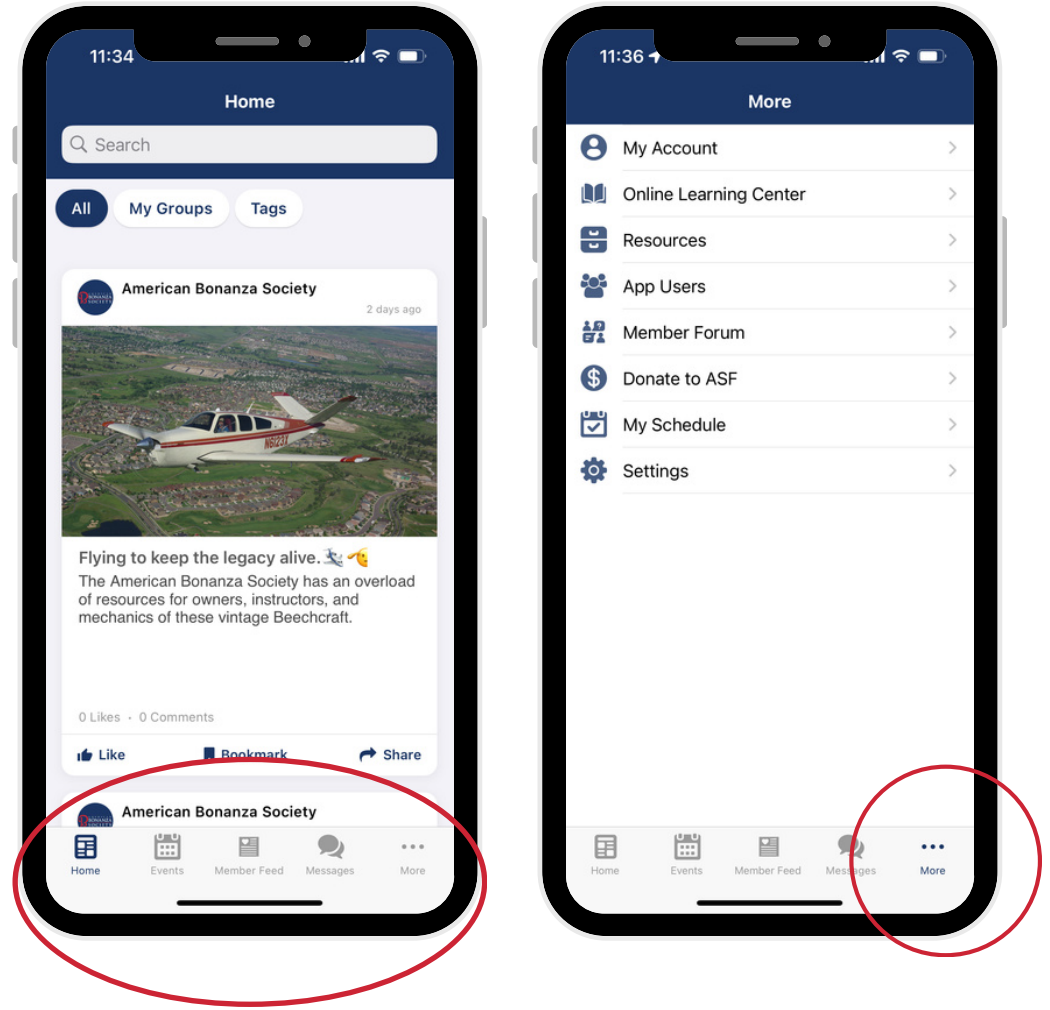 11:34
Home
Search
All
My Groups
Tags
American Bonanza Society
2 days ago
N6123X
Flying to keep the legacy alive.
The American Bonanza Society has an overload
of resources for owners, instructors, and
mechanics of these vintage Beechcraft.
0 Likes · 0 Comments
Like
Bookmark
Share
American Bonanza Society
Home
Events
Member Feed
Messages
More
11:36
More
My Account
Online Learning Center
Resources
App Users
Member Forum
Donate to ASF
My Schedule
Settings
Home
Events
Member Feed
Messages
More